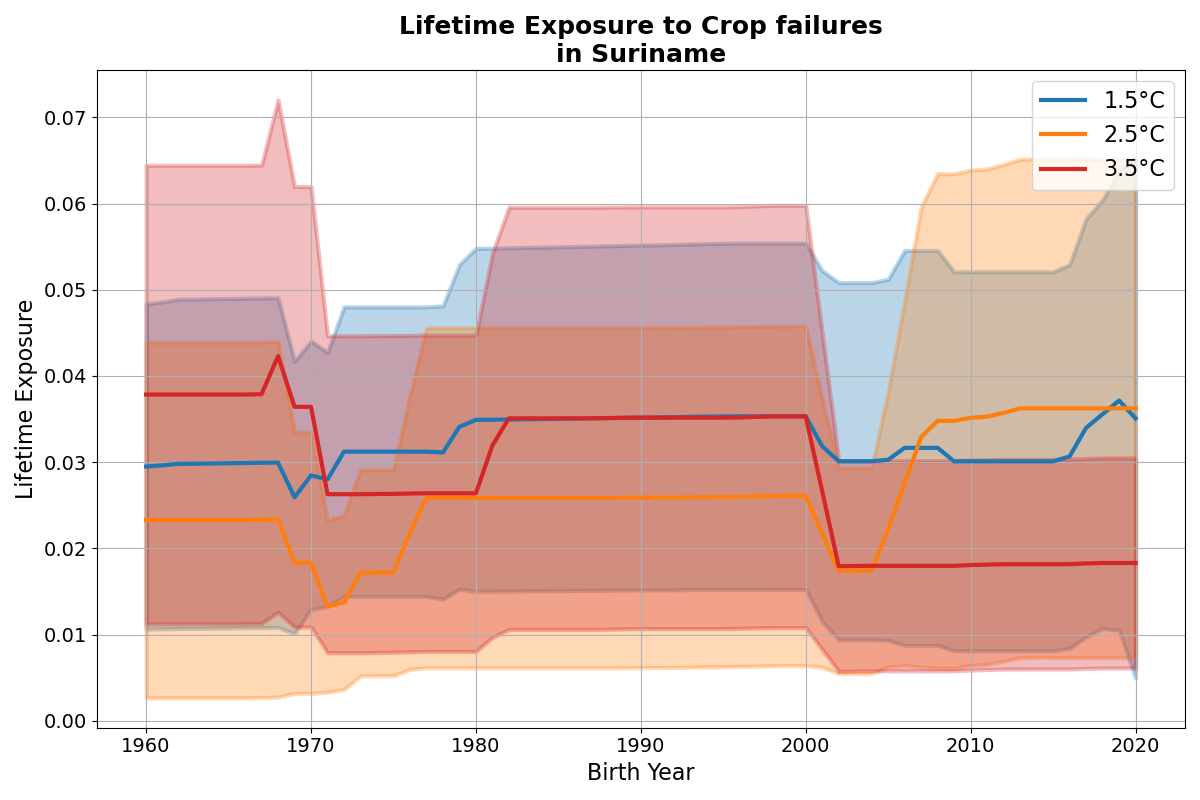 Lifetime Exposure to Crop failures
in Suriname
1.5°C
2.5°C
3.5°C
Lifetime Exposure
0.07
0.06
0.05
0.04
0.03
0.02
0.01
0.00
1960
1970
1980
1990
2000
2010
2020
Birth Year